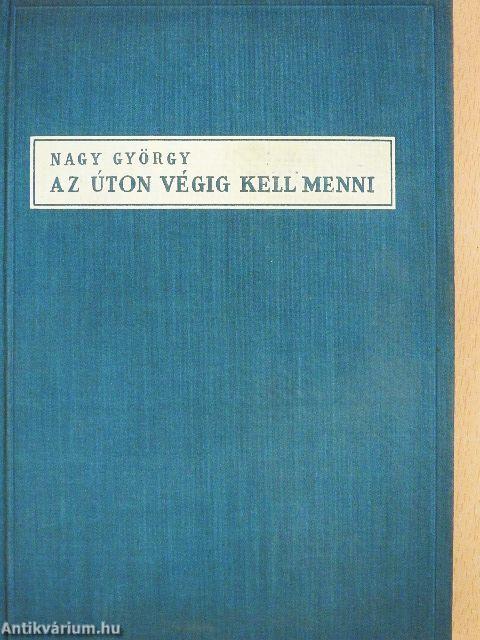 NAGY GYÖRGY
AZ ÚTON VÉGIG KELL MENNI
Antikvárium.hu